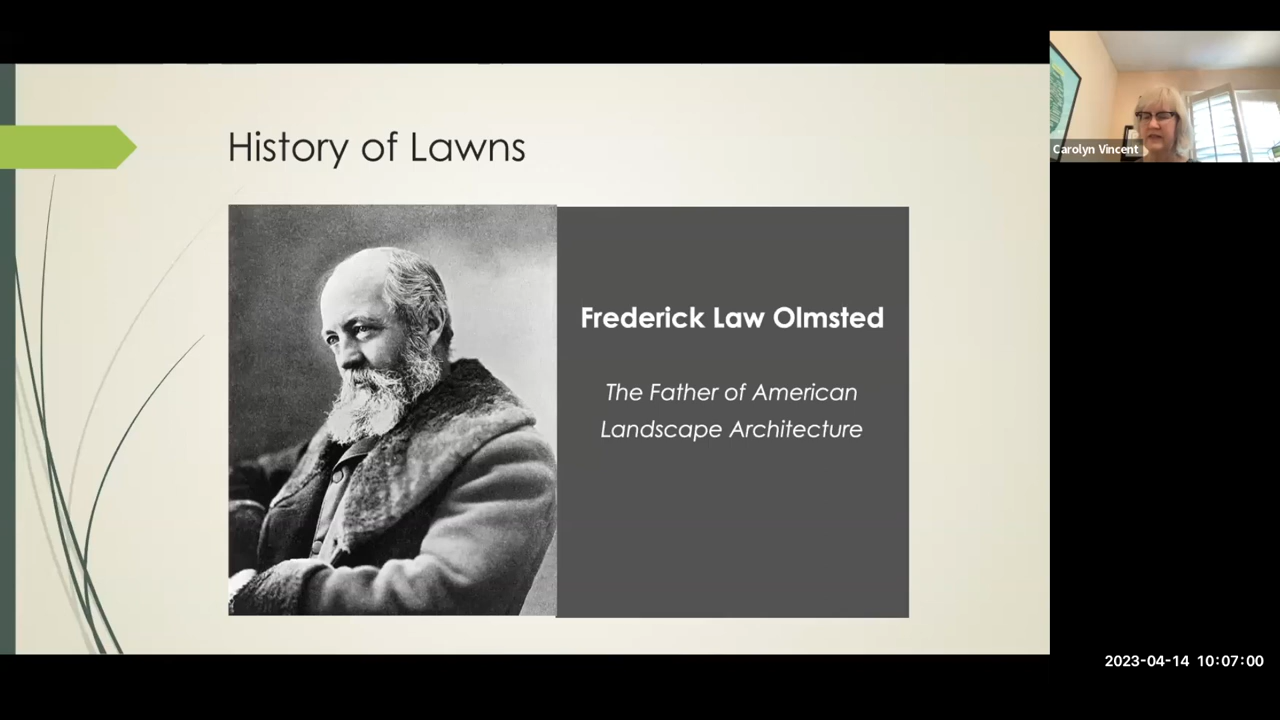 History of Lawns
Frederick Law Olmsted
The Father of American
Landscape Architecture
Carolyn Vincent
2023-04-14 10:07:00